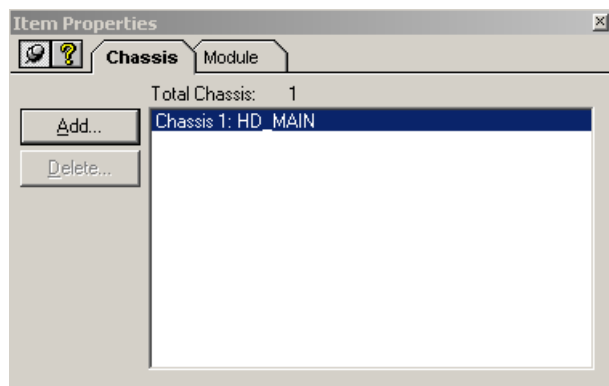 Item Properties
Chassis Module
Total Chassis: 1
Add...
Chassis 1: HD_MAIN
Delete...